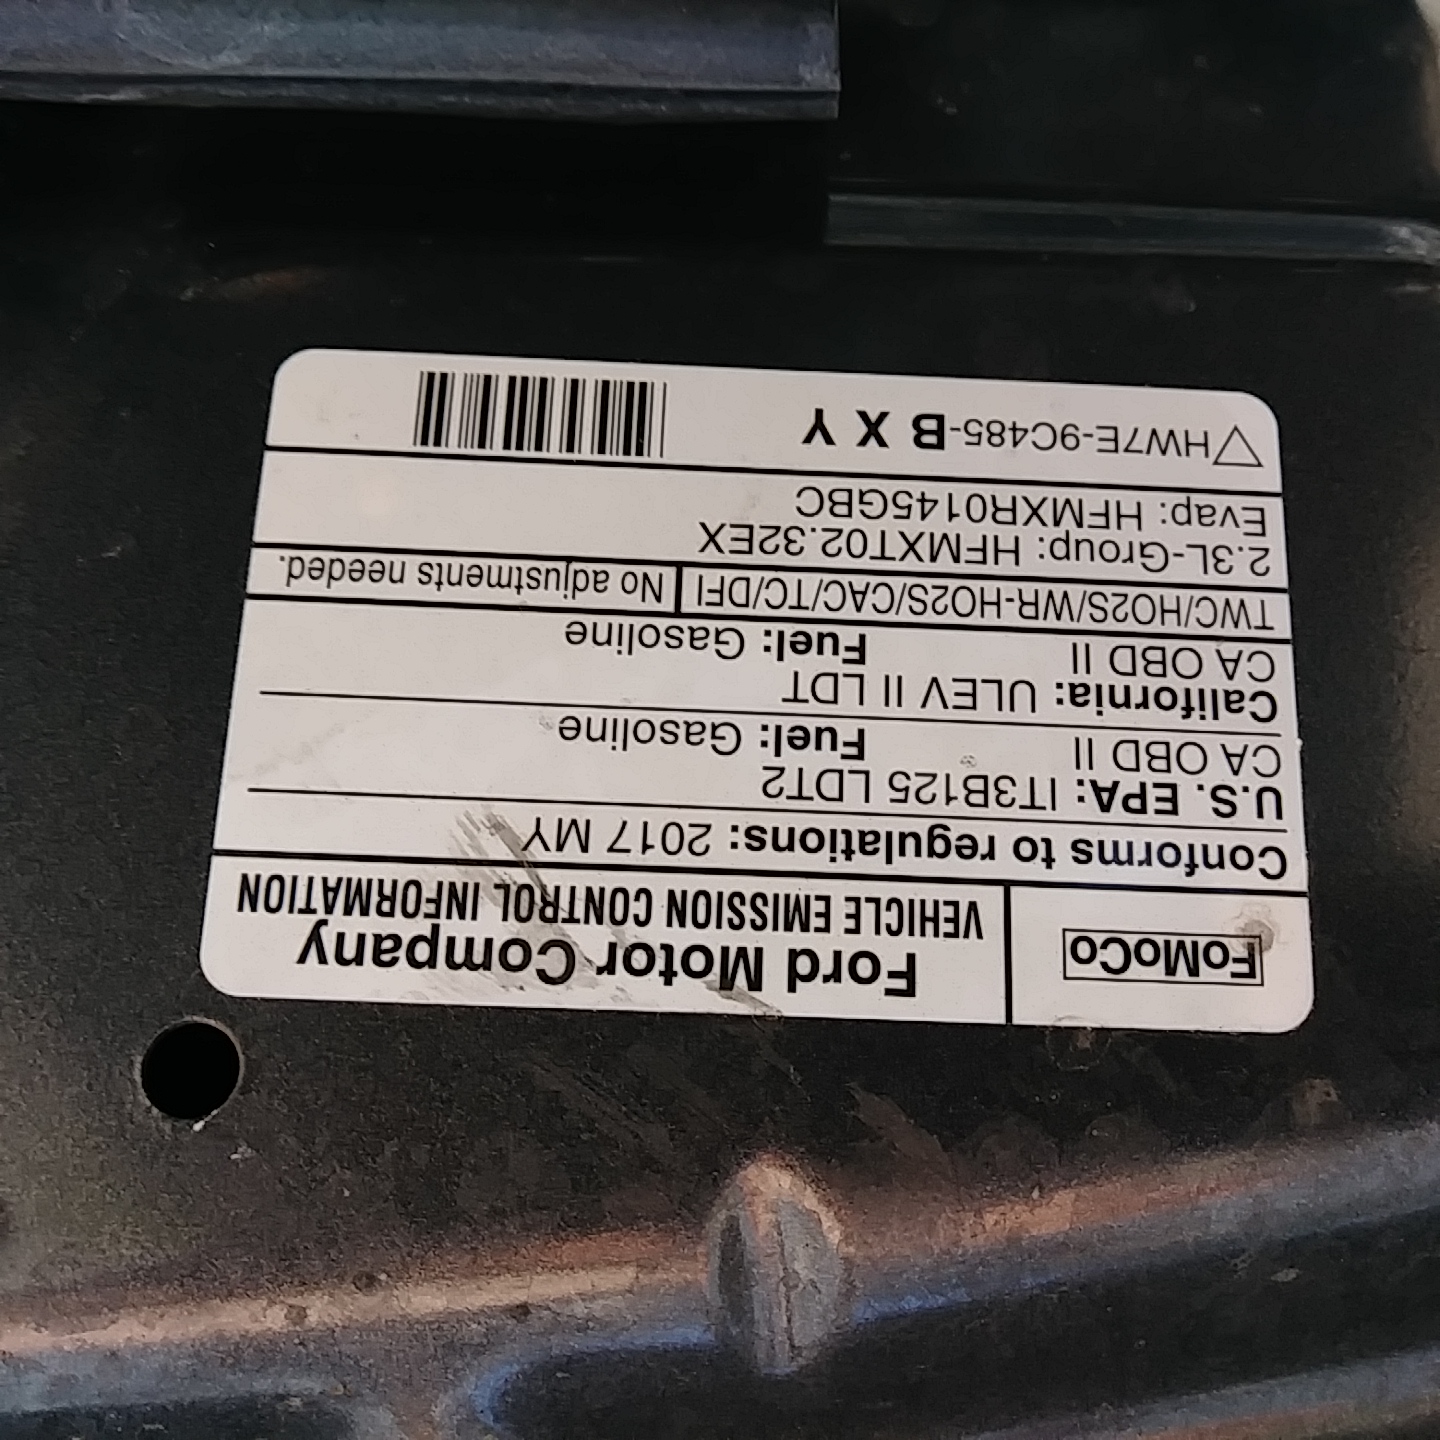 FoMoCo
Ford Motor Company
VEHICLE EMISSION CONTROL INFORMATION
Conforms to regulations: 2017 MY
U.S. EPA: IT3B125 LDT2
CA OBD II Fuel: Gasoline
California: ULEV II LDT
CA OBD II Fuel: Gasoline
TWC/HO2S/WR-HO2S/CAC/TC/DFI No adjustments needed.
2.3L-Group: HFMXT02.32EX
Evap: HFMXR0145GBC
HW7E-9C485-B X Y